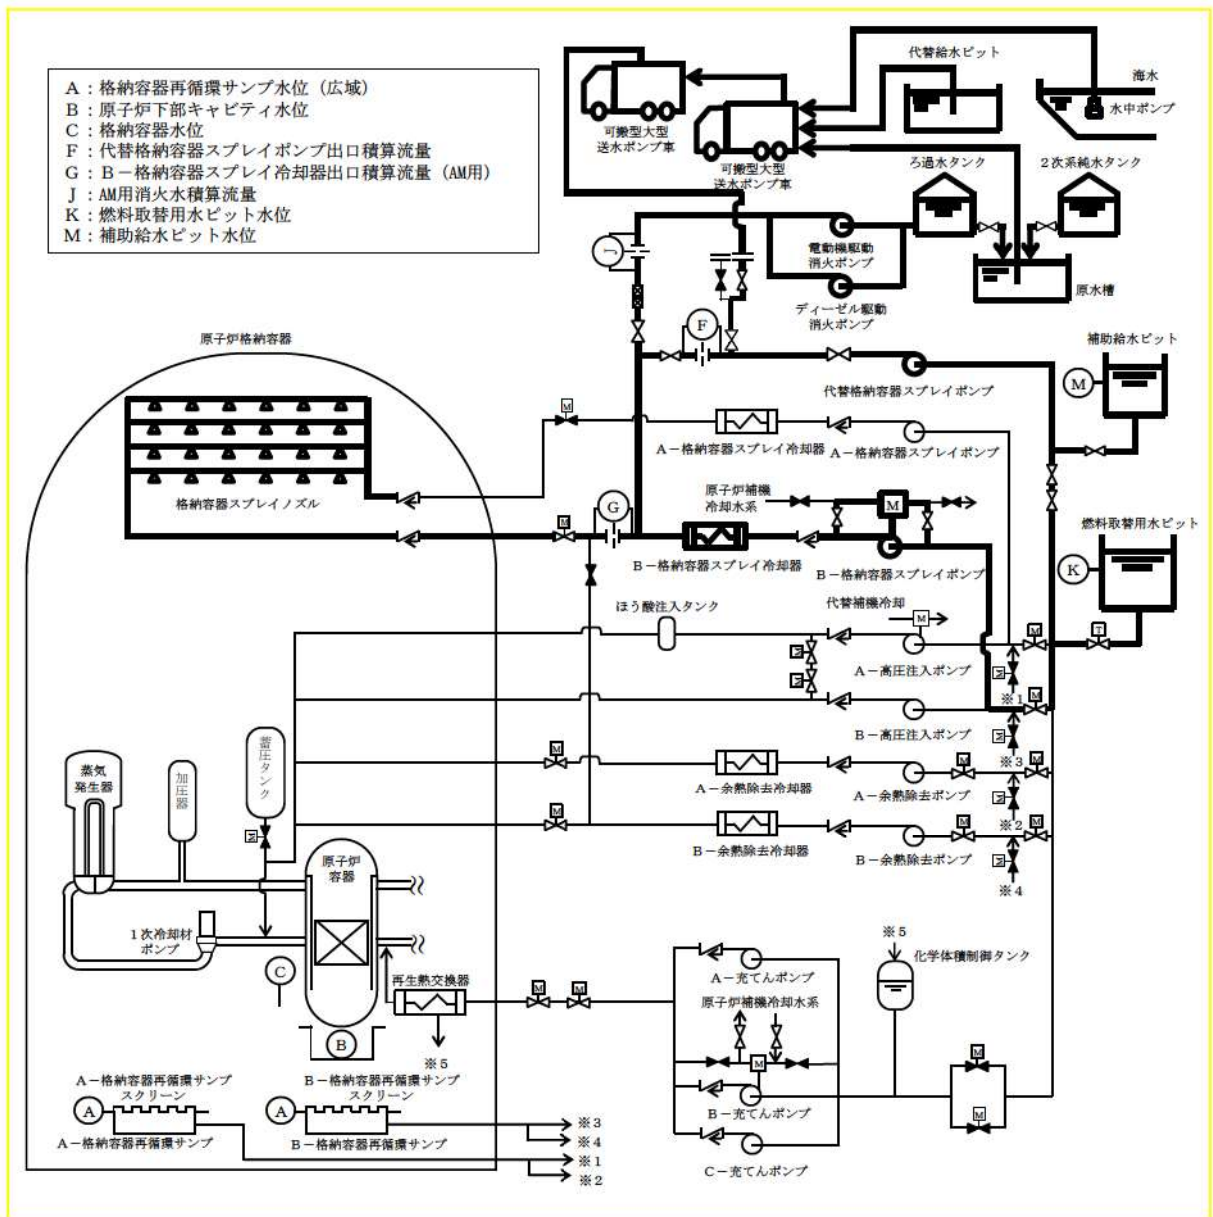 A：格納容器再循環サンプ水位（広域）
B：原子炉下部キャビティ水位
C：格納容器水位
F：代替格納容器スプレイポンプ出口積算流量
G：B－格納容器スプレイ冷却器出口積算流量（AM用）
J：AM用消火水積算流量
K：燃料取替用水ピット水位
M：補助給水ピット水位
代替給水ピット
海水
水中ポンプ
可搬型大型
送水ポンプ車
可搬型大型
送水ポンプ車
ろ過水タンク
2次系純水タンク
原水槽
電動機駆動
消火ポンプ
ディーゼル駆動
消火ポンプ
J
F
原子炉格納容器
補助給水ピット
M
代替格納容器スプレイポンプ
M
A－格納容器スプレイ冷却器
A－格納容器スプレイポンプ
格納容器スプレイノズル
原子炉補機
冷却水系
M
G
M
燃料取替用水ピット
K
B－格納容器スプレイ冷却器
B－格納容器スプレイポンプ
ほう酸注入タンク
代替補機冷却
M
M
T
M
M
A－高圧注入ポンプ
M
※1
M
B－高圧注入ポンプ
M
※3
蓄圧タンク
蒸気
発生器
加圧器
M
M
M
A－余熱除去冷却器
A－余熱除去ポンプ
M
※2
M
M
M
M
B－余熱除去冷却器
B－余熱除去ポンプ
M
※4
原子炉
容器
1次冷却材
ポンプ
C
再生熱交換器
M
M
※5
B
A－充てんポンプ
原子炉補機冷却水系
M
B－充てんポンプ
C－充てんポンプ
※5
化学体積制御タンク
M
M
A－格納容器再循環サンプ
スクリーン
B－格納容器再循環サンプ
スクリーン
A
A
A－格納容器再循環サンプ
B－格納容器再循環サンプ
※3
※4
※1
※2